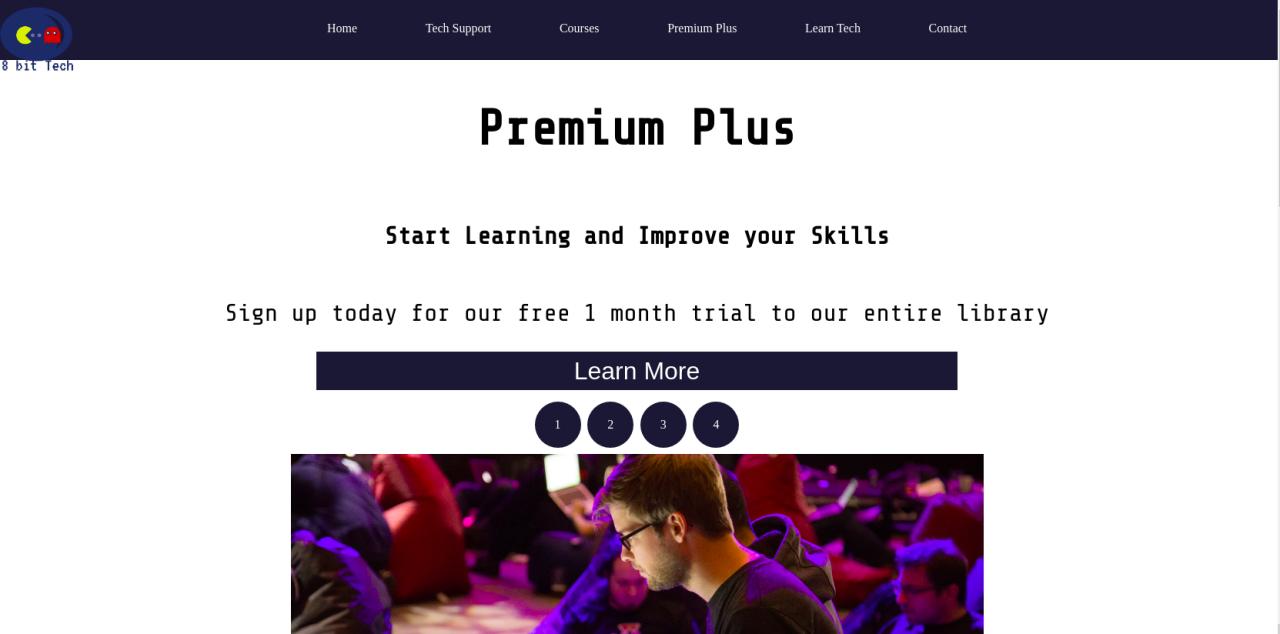 Home Tech Support Courses Premium Plus Learn Tech Contact
8 bit Tech
Premium Plus
Start Learning and Improve your Skills
Sign up today for our free 1 month trial to our entire library
Learn More
1 2 3 4